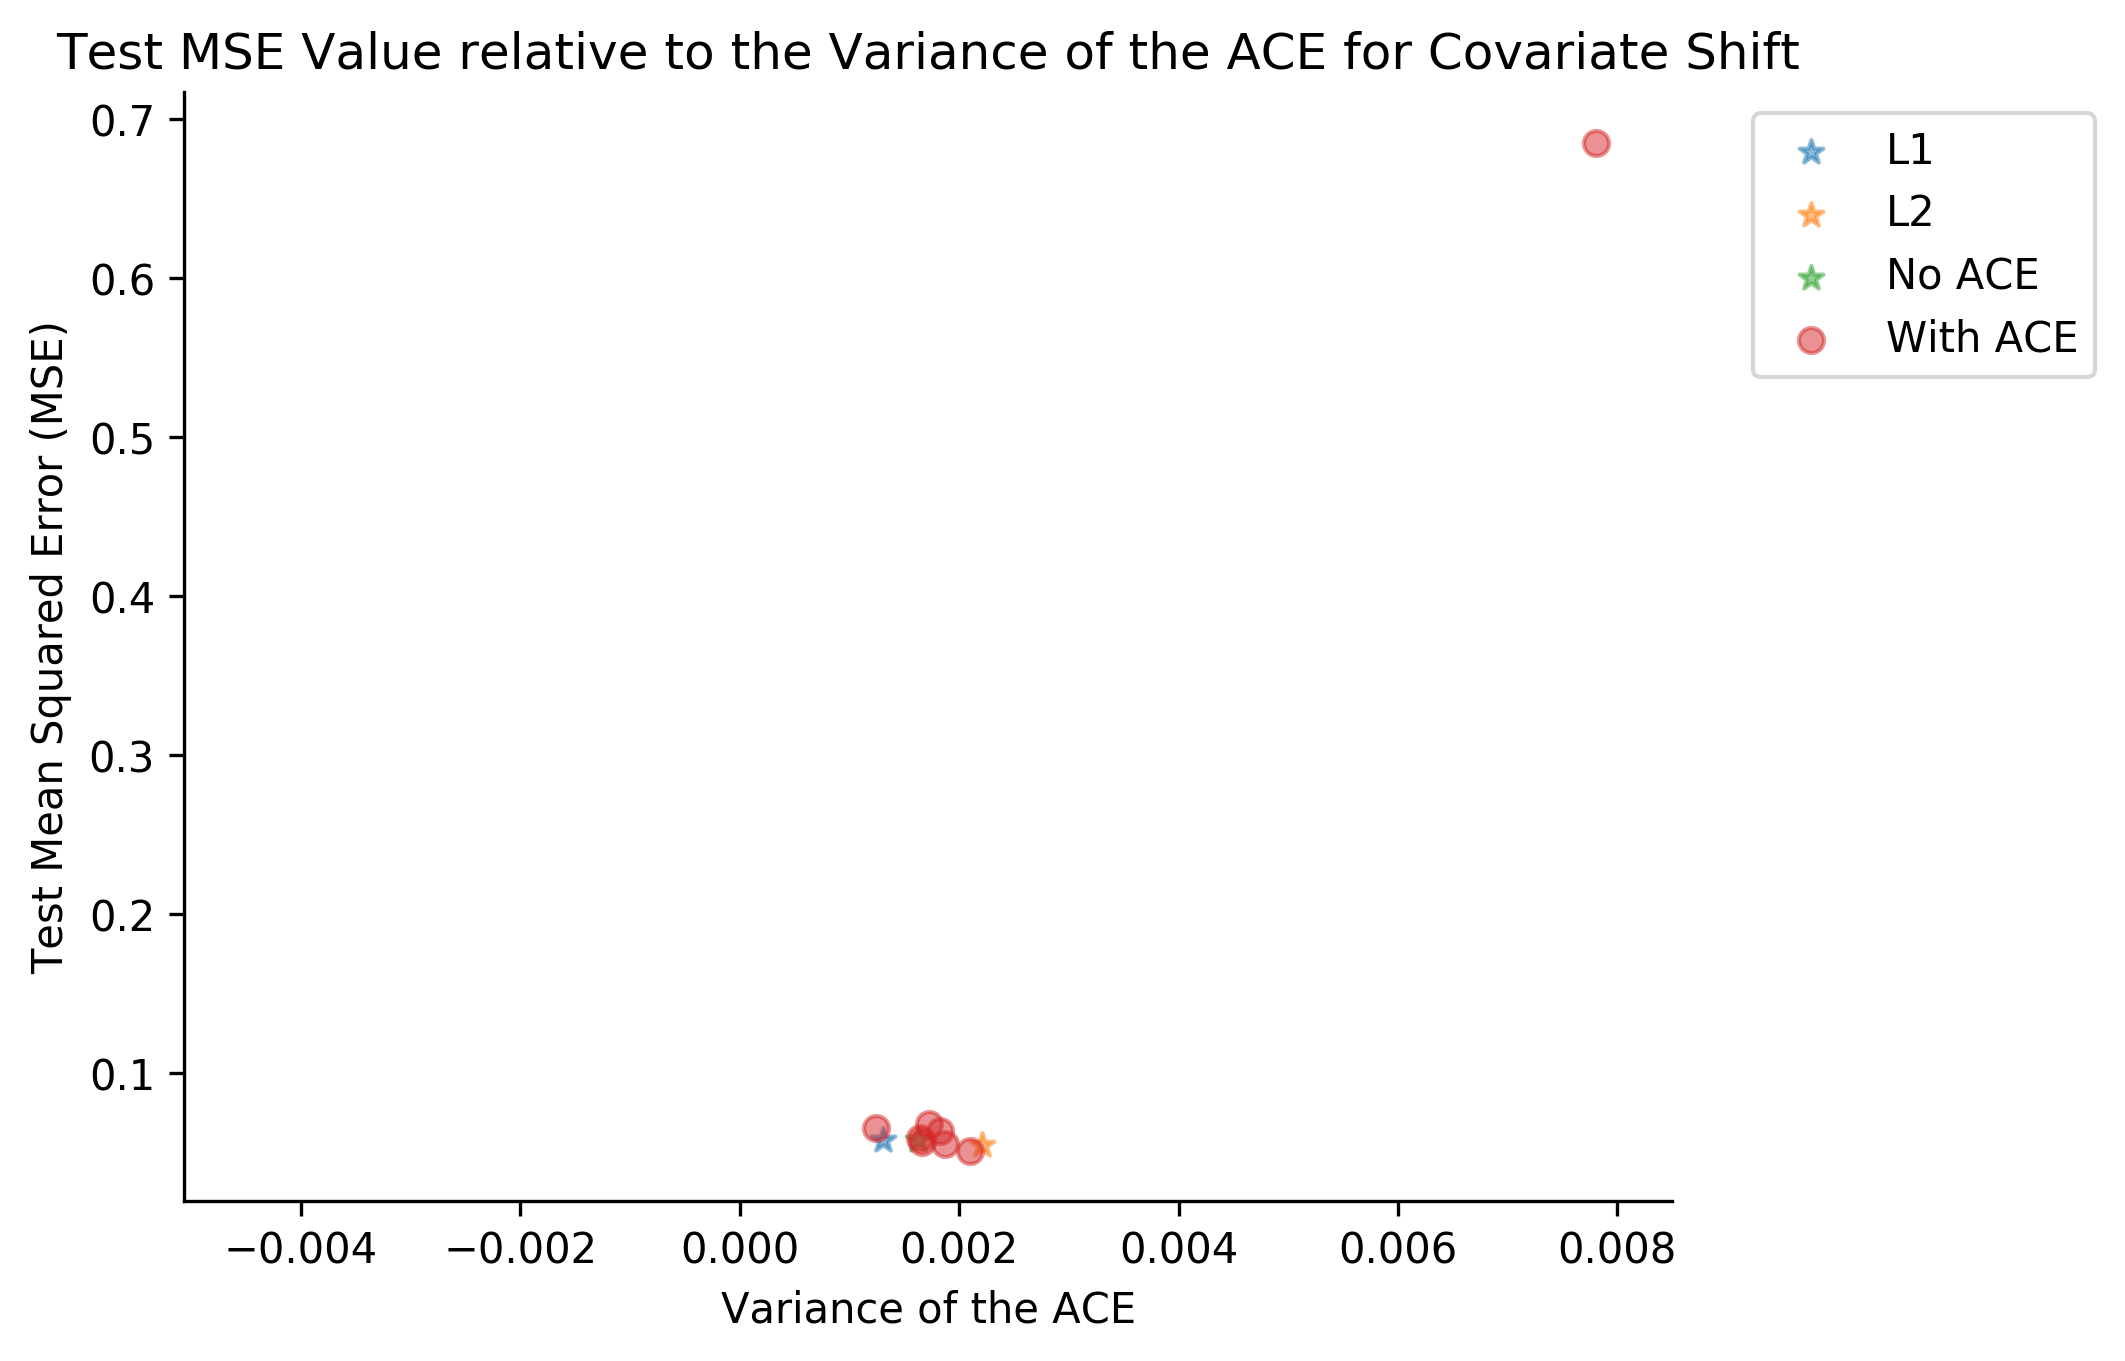 Test MSE Value relative to the Variance of the ACE for Covariate Shift
Test Mean Squared Error (MSE)
0.7
0.6
0.5
0.4
0.3
0.2
0.1
−0.004
−0.002
0.000
0.002
0.004
0.006
0.008
Variance of the ACE
L1
L2
No ACE
With ACE